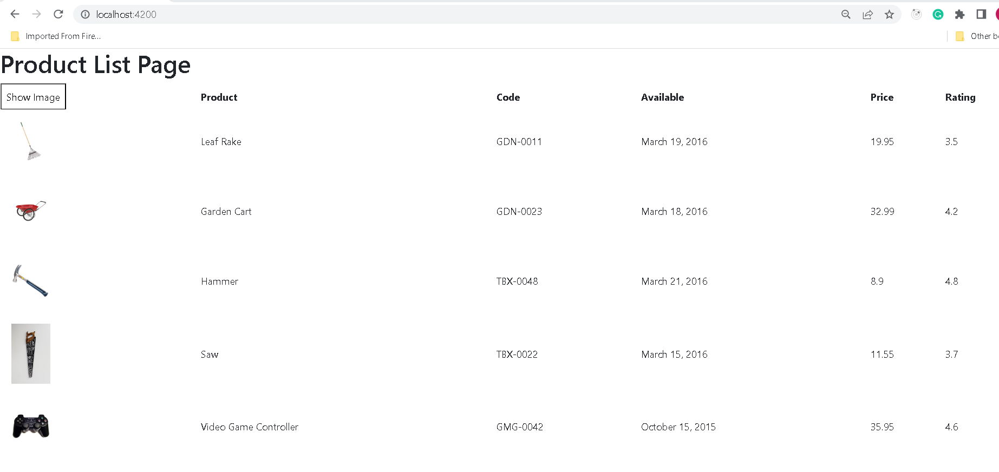 localhost:4200
Imported From Fire...
Product List Page
Show Image Product Code Available Price Rating
Leaf Rake GDN-0011 March 19, 2016 19.95 3.5
Garden Cart GDN-0023 March 18, 2016 32.99 4.2
Hammer TBX-0048 March 21, 2016 8.9 4.8
Saw TBX-0022 March 15, 2016 11.55 3.7
Video Game Controller GMG-0042 October 15, 2015 35.95 4.6